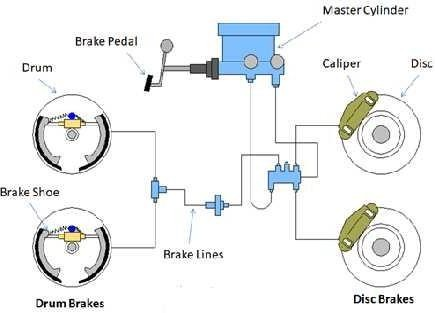 Master Cylinder
Brake Pedal
Drum
Caliper
Disc
Brake Shoe
Brake Lines
Drum Brakes
Disc Brakes